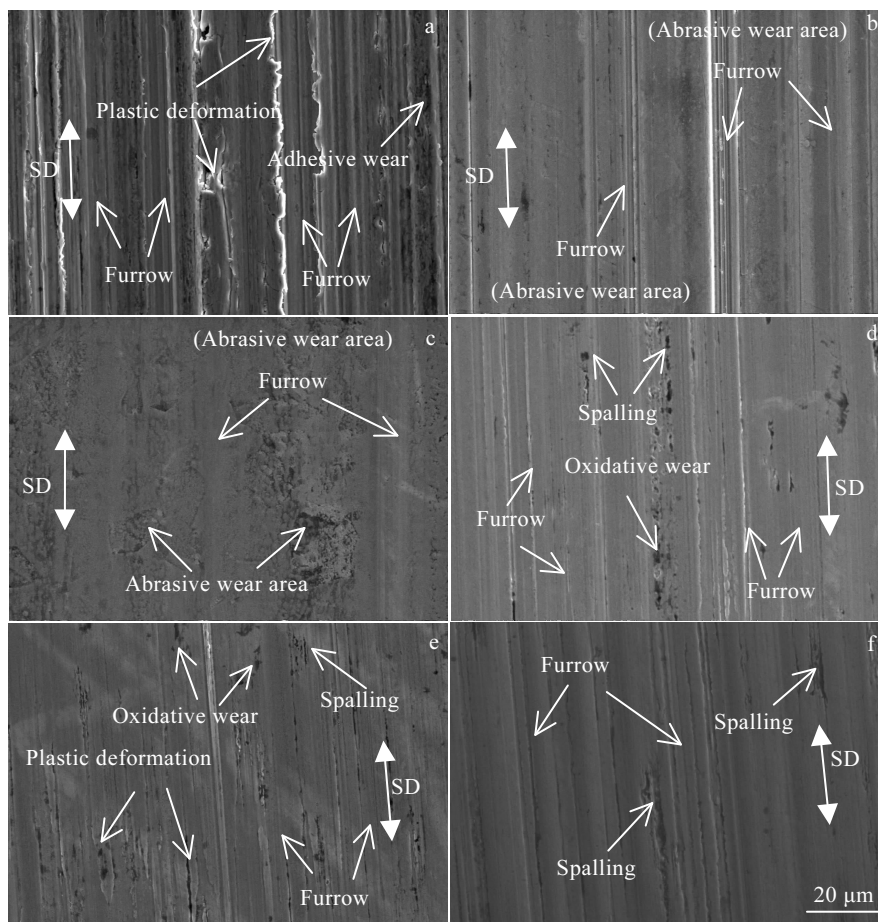 a
Plastic deformation
Adhesive wear
SD
Furrow
Furrow
b
(Abrasive wear area)
Furrow
SD
Furrow
(Abrasive wear area)
c
(Abrasive wear area)
Furrow
SD
Abrasive wear area
d
Spalling
Oxidative wear
SD
Furrow
Furrow
e
Spalling
Oxidative wear
Plastic deformation
SD
Furrow
f
Furrow
Spalling
SD
Spalling
20 μm